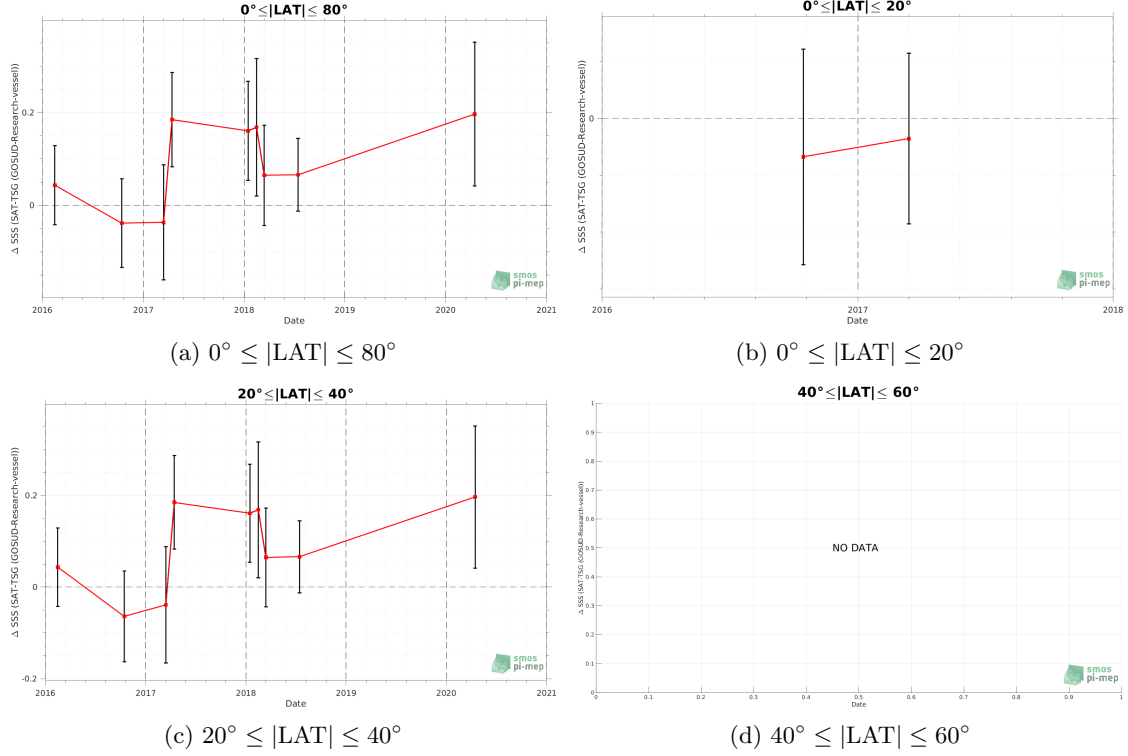 0°≤|LAT|≤ 80°
Δ SSS (SAT-TSG (GOSUD-Research-vessel))
0.2
0
2016 2017 2018 2019 2020 2021
Date
smos
pi-mep
(a) 0° ≤ |LAT| ≤ 80°
0°≤|LAT|≤ 20°
Δ SSS (SAT-TSG (GOSUD-Research-vessel))
2016 2017 2018
Date
smos
pi-mep
(b) 0° ≤ |LAT| ≤ 20°
20°≤|LAT|≤ 40°
Δ SSS (SAT-TSG (GOSUD-Research-vessel))
0.2
0
-0.2
2016 2017 2018 2019 2020 2021
Date
smos
pi-mep
(c) 20° ≤ |LAT| ≤ 40°
40°≤|LAT|≤ 60°
Δ SSS (SAT-TSG (GOSUD-Research-vessel))
1
0.9
0.8
0.7
0.6
0.5
0.4
0.3
0.2
0.1
0
NO DATA
0 0.1 0.2 0.3 0.4 0.5 0.6 0.7 0.8 0.9 1
Date
smos
pi-mep
(d) 40° ≤ |LAT| ≤ 60°